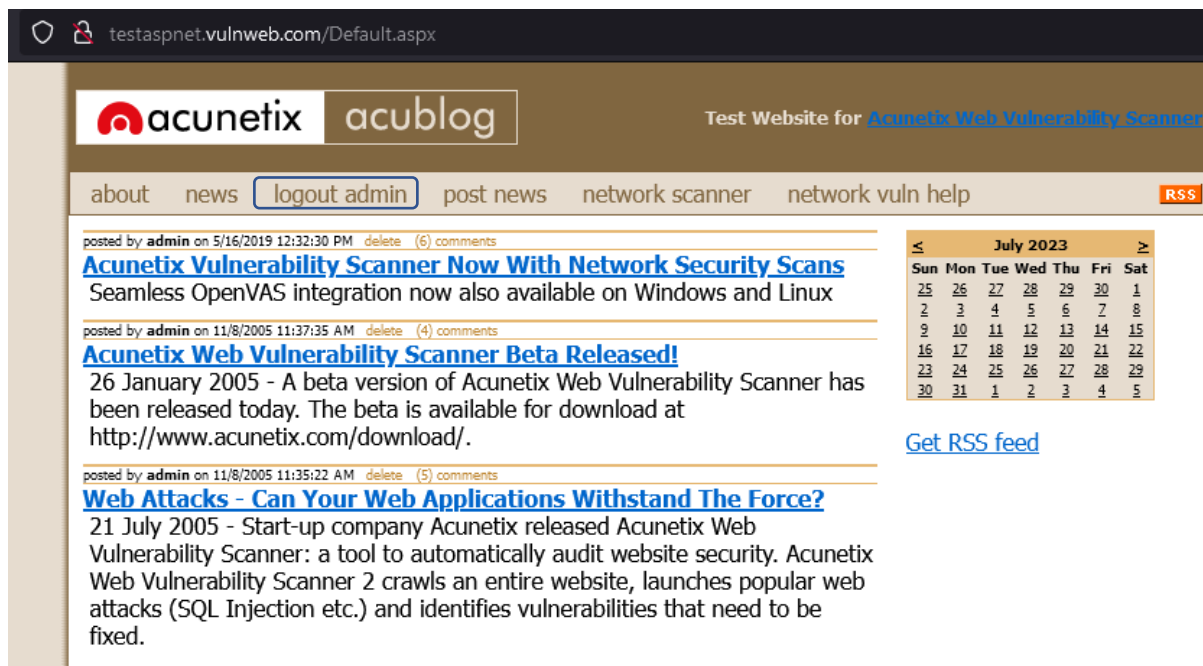 testaspnet.vulnweb.com/Default.aspx
acunetix acublog
Test Website for Acunetix Web Vulnerability Scanner
about news logout admin post news network scanner network vuln help RSS
posted by admin on 5/16/2019 12:32:30 PM delete (6) comments
Acunetix Vulnerability Scanner Now With Network Security Scans
Seamless OpenVAS integration now also available on Windows and Linux
posted by admin on 11/8/2005 11:37:35 AM delete (4) comments
Acunetix Web Vulnerability Scanner Beta Released!
26 January 2005 - A beta version of Acunetix Web Vulnerability Scanner has
been released today. The beta is available for download at
http://www.acunetix.com/download/.
posted by admin on 11/8/2005 11:35:22 AM delete (5) comments
Web Attacks - Can Your Web Applications Withstand The Force?
21 July 2005 - Start-up company Acunetix released Acunetix Web
Vulnerability Scanner: a tool to automatically audit website security. Acunetix
Web Vulnerability Scanner 2 crawls an entire website, launches popular web
attacks (SQL Injection etc.) and identifies vulnerabilities that need to be
fixed.
< July 2023 >
Sun Mon Tue Wed Thu Fri Sat
25 26 27 28 29 30 1
2 3 4 5 6 7 8
9 10 11 12 13 14 15
16 17 18 19 20 21 22
23 24 25 26 27 28 29
30 31 1 2 3 4 5
Get RSS feed